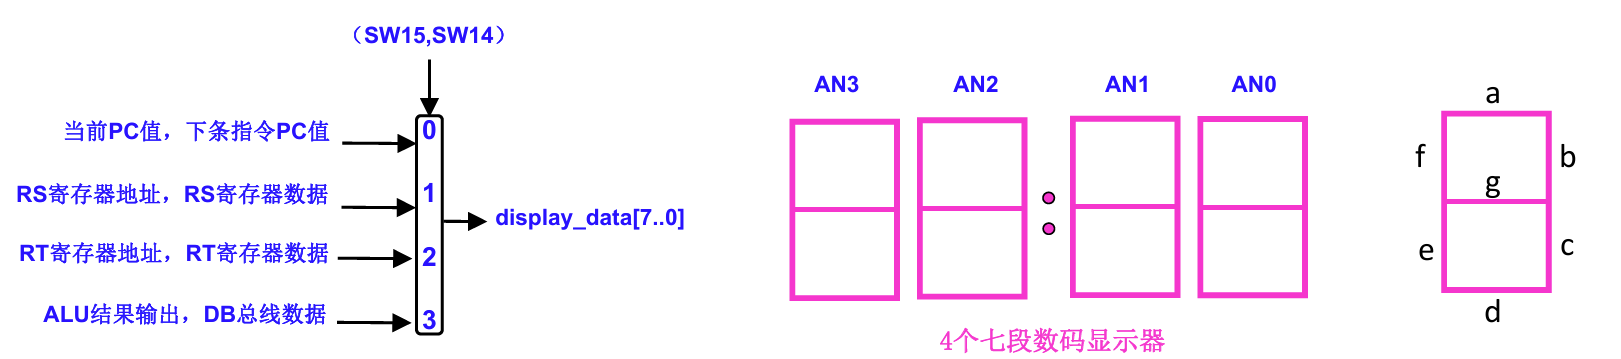 （SW15,SW14）
当前PC值，下条指令PC值
0
RS寄存器地址，RS寄存器数据
1
RT寄存器地址，RT寄存器数据
2
ALU结果输出，DB总线数据
3
display_data[7..0]
AN3
AN2
AN1
AN0
4个七段数码显示器
a
f
b
g
e
c
d